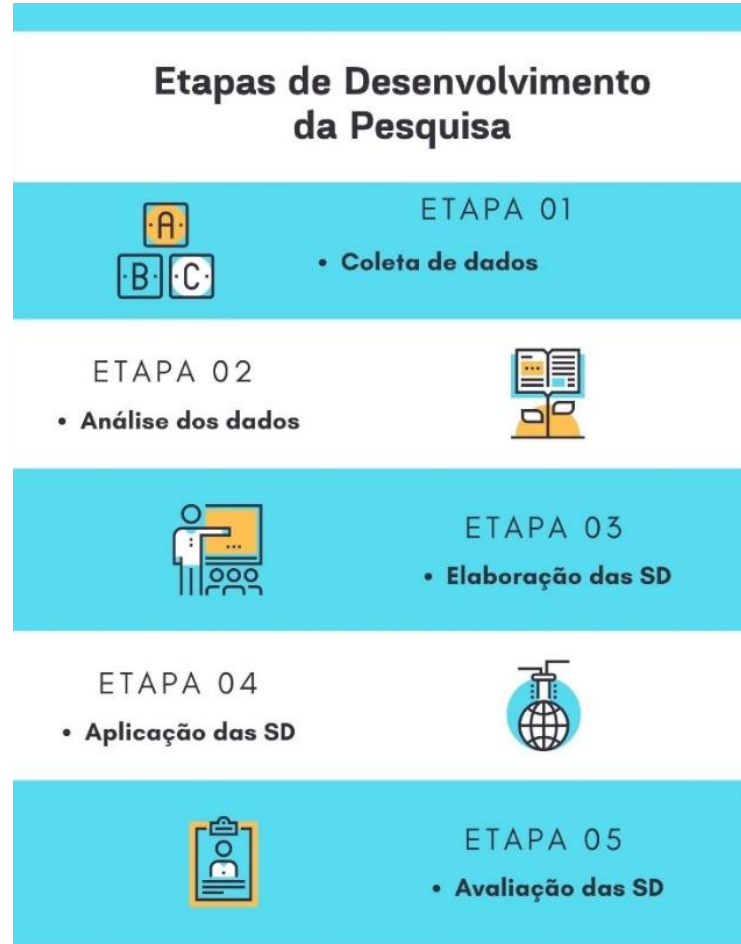 Etapas de Desenvolvimento
da Pesquisa
ETAPA 01
A
• Coleta de dados
B C
ETAPA 02
• Análise dos dados
ETAPA 03
• Elaboração das SD
ETAPA 04
• Aplicação das SD
ETAPA 05
• Avaliação das SD